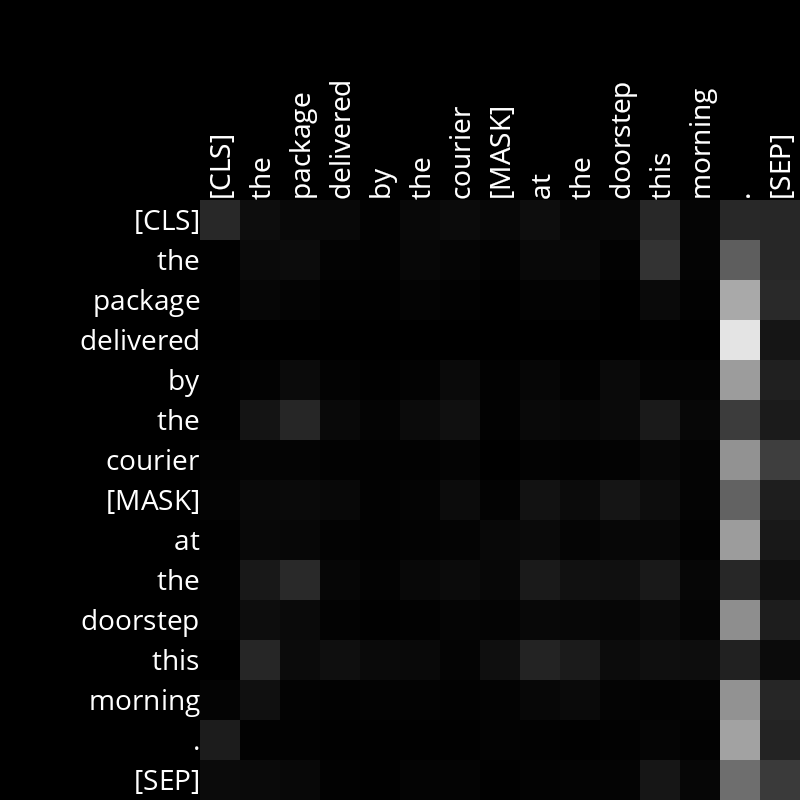 [CLS] the package delivered by the courier [MASK] at the doorstep this morning . [SEP]
[CLS]
the
package
delivered
by
the
courier
[MASK]
at
the
doorstep
this
morning
.
[SEP]